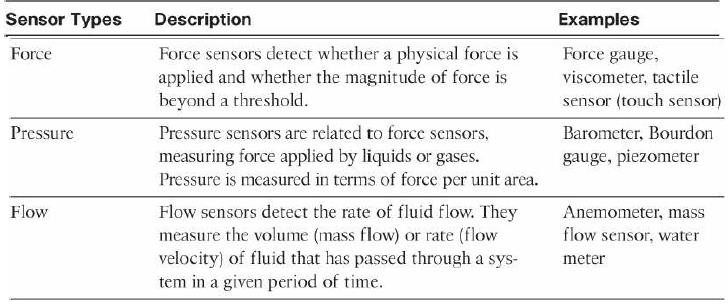 Sensor Types Description Examples
Force Force sensors detect whether a physical force is Force gauge,
applied and whether the magnitude of force is viscometer, tactile
beyond a threshold. sensor (touch sensor)
Pressure Pressure sensors are related to force sensors, Barometer, Bourdon
measuring force applied by liquids or gases. gauge, piezometer
Pressure is measured in terms of force per unit area.
Flow Flow sensors detect the rate of fluid flow. They Anemometer, mass
measure the volume (mass flow) or rate (flow flow sensor, water
velocity) of fluid that has passed through a sys- meter
tem in a given period of time.